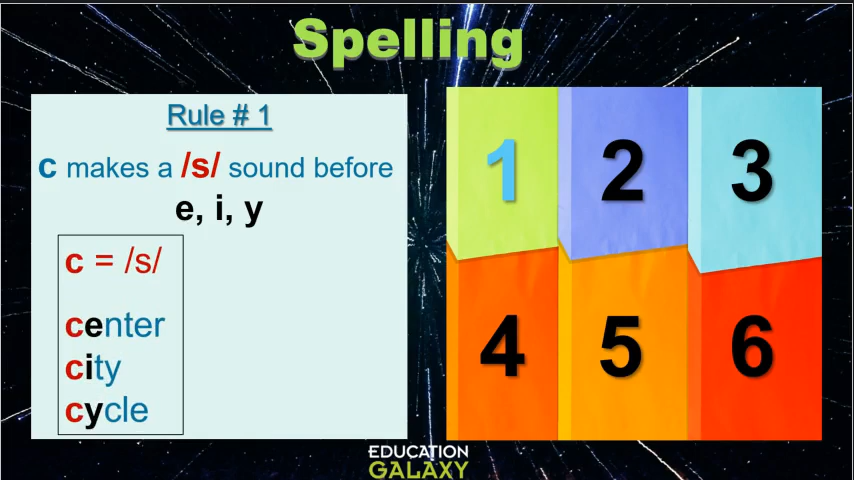 Spelling
Rule # 1
c makes a /s/ sound before
e, i, y
c = /s/
center
city
cycle
1 2 3
4 5 6
EDUCATION
GALAXY